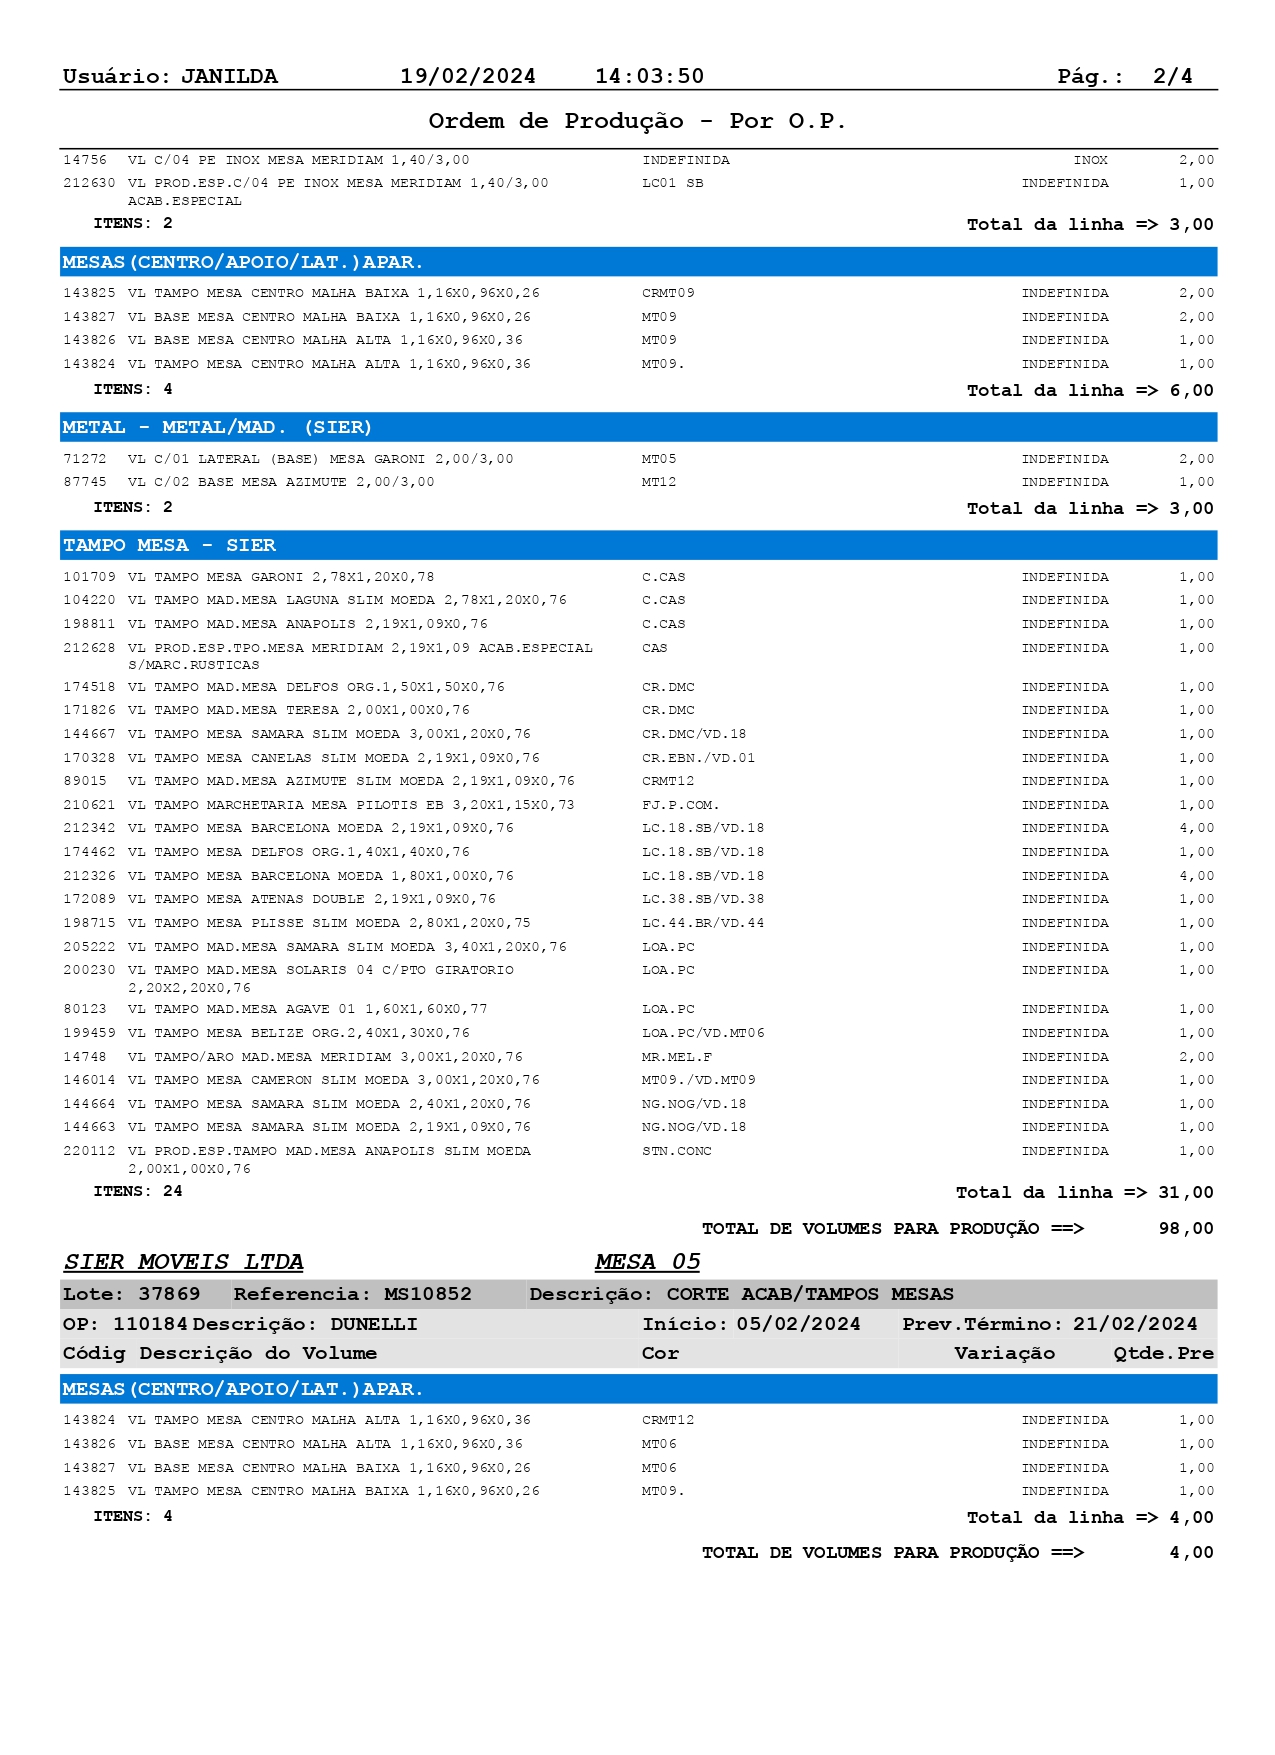 Usuário: JANILDA 19/02/2024 14:03:50 Pág.: 2/4
Ordem de Produção - Por O.P.
14756 VL C/04 PE INOX MESA MERIDIAM 1,40/3,00 INDEFINIDA INOX 2,00
212630 VL PROD.ESP.C/04 PE INOX MESA MERIDIAM 1,40/3,00 LC01 SB INDEFINIDA 1,00
ACAB.ESPECIAL
ITENS: 2 Total da linha => 3,00
MESAS(CENTRO/APOIO/LAT.)APAR.
143825 VL TAMPO MESA CENTRO MALHA BAIXA 1,16X0,96X0,26 CRMT09 INDEFINIDA 2,00
143827 VL BASE MESA CENTRO MALHA BAIXA 1,16X0,96X0,26 MT09 INDEFINIDA 2,00
143826 VL BASE MESA CENTRO MALHA ALTA 1,16X0,96X0,36 MT09 INDEFINIDA 1,00
143824 VL TAMPO MESA CENTRO MALHA ALTA 1,16X0,96X0,36 MT09. INDEFINIDA 1,00
ITENS: 4 Total da linha => 6,00
METAL - METAL/MAD. (SIER)
71272 VL C/01 LATERAL (BASE) MESA GARONI 2,00/3,00 MT05 INDEFINIDA 2,00
87745 VL C/02 BASE MESA AZIMUTE 2,00/3,00 MT12 INDEFINIDA 1,00
ITENS: 2 Total da linha => 3,00
TAMPO MESA - SIER
101709 VL TAMPO MESA GARONI 2,78X1,20X0,78 C.CAS INDEFINIDA 1,00
104220 VL TAMPO MAD.MESA LAGUNA SLIM MOEDA 2,78X1,20X0,76 C.CAS INDEFINIDA 1,00
198811 VL TAMPO MAD.MESA ANAPOLIS 2,19X1,09X0,76 C.CAS INDEFINIDA 1,00
212628 VL PROD.ESP.TPO.MESA MERIDIAM 2,19X1,09 ACAB.ESPECIAL CAS INDEFINIDA 1,00
S/MARC.RUSTICAS
174518 VL TAMPO MAD.MESA DELFOS ORG.1,50X1,50X0,76 CR.DMC INDEFINIDA 1,00
171826 VL TAMPO MAD.MESA TERESA 2,00X1,00X0,76 CR.DMC INDEFINIDA 1,00
144667 VL TAMPO MESA SAMARA SLIM MOEDA 3,00X1,20X0,76 CR.DMC/VD.18 INDEFINIDA 1,00
170328 VL TAMPO MESA CANELAS SLIM MOEDA 2,19X1,09X0,76 CR.EBN./VD.01 INDEFINIDA 1,00
89015 VL TAMPO MAD.MESA AZIMUTE SLIM MOEDA 2,19X1,09X0,76 CRMT12 INDEFINIDA 1,00
210621 VL TAMPO MARCHETARIA MESA PILOTIS EB 3,20X1,15X0,73 FJ.P.COM. INDEFINIDA 1,00
212342 VL TAMPO MESA BARCELONA MOEDA 2,19X1,09X0,76 LC.18.SB/VD.18 INDEFINIDA 4,00
174462 VL TAMPO MESA DELFOS ORG.1,40X1,40X0,76 LC.18.SB/VD.18 INDEFINIDA 1,00
212326 VL TAMPO MESA BARCELONA MOEDA 1,80X1,00X0,76 LC.18.SB/VD.18 INDEFINIDA 4,00
172089 VL TAMPO MESA ATENAS DOUBLE 2,19X1,09X0,76 LC.38.SB/VD.38 INDEFINIDA 1,00
198715 VL TAMPO MESA PLISSE SLIM MOEDA 2,80X1,20X0,75 LC.44.BR/VD.44 INDEFINIDA 1,00
205222 VL TAMPO MAD.MESA SAMARA SLIM MOEDA 3,40X1,20X0,76 LOA.PC INDEFINIDA 1,00
200230 VL TAMPO MAD.MESA SOLARIS 04 C/PTO GIRATORIO LOA.PC INDEFINIDA 1,00
2,20X2,20X0,76
80123 VL TAMPO MAD.MESA AGAVE 01 1,60X1,60X0,77 LOA.PC INDEFINIDA 1,00
199459 VL TAMPO MESA BELIZE ORG.2,40X1,30X0,76 LOA.PC/VD.MT06 INDEFINIDA 1,00
14748 VL TAMPO/ARO MAD.MESA MERIDIAM 3,00X1,20X0,76 MR.MEL.F INDEFINIDA 2,00
146014 VL TAMPO MESA CAMERON SLIM MOEDA 3,00X1,20X0,76 MT09./VD.MT09 INDEFINIDA 1,00
144664 VL TAMPO MESA SAMARA SLIM MOEDA 2,40X1,20X0,76 NG.NOG/VD.18 INDEFINIDA 1,00
144663 VL TAMPO MESA SAMARA SLIM MOEDA 2,19X1,09X0,76 NG.NOG/VD.18 INDEFINIDA 1,00
220112 VL PROD.ESP.TAMPO MAD.MESA ANAPOLIS SLIM MOEDA STN.CONC INDEFINIDA 1,00
2,00X1,00X0,76
ITENS: 24 Total da linha => 31,00
TOTAL DE VOLUMES PARA PRODUÇÃO ==> 98,00
SIER MOVEIS LTDA MESA 05
Lote: 37869 Referencia: MS10852 Descrição: CORTE ACAB/TAMPOS MESAS
OP: 110184 Descrição: DUNELLI Início: 05/02/2024 Prev.Término: 21/02/2024
Códig Descrição do Volume Cor Variação Qtde.Pre
MESAS(CENTRO/APOIO/LAT.)APAR.
143824 VL TAMPO MESA CENTRO MALHA ALTA 1,16X0,96X0,36 CRMT12 INDEFINIDA 1,00
143826 VL BASE MESA CENTRO MALHA ALTA 1,16X0,96X0,36 MT06 INDEFINIDA 1,00
143827 VL BASE MESA CENTRO MALHA BAIXA 1,16X0,96X0,26 MT06 INDEFINIDA 1,00
143825 VL TAMPO MESA CENTRO MALHA BAIXA 1,16X0,96X0,26 MT09. INDEFINIDA 1,00
ITENS: 4 Total da linha => 4,00
TOTAL DE VOLUMES PARA PRODUÇÃO ==> 4,00